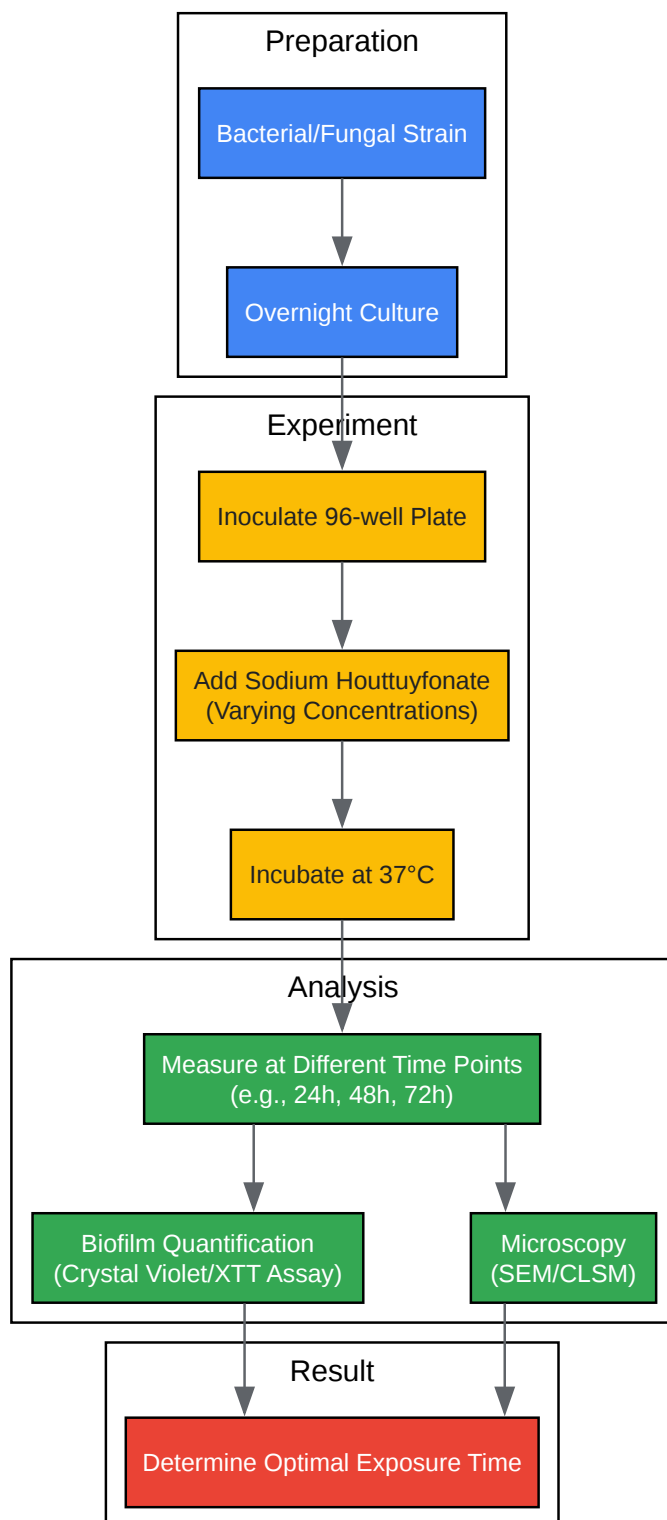 Preparation
Bacterial/Fungal Strain
Overnight Culture
Experiment
Inoculate 96-well Plate
Add Sodium Houttuyfonate
(Varying Concentrations)
Incubate at 37°C
Analysis
Measure at Different Time Points
(e.g., 24h, 48h, 72h)
Biofilm Quantification
(Crystal Violet/XTT Assay)
Microscopy
(SEM/CLSM)
Result
Determine Optimal Exposure Time